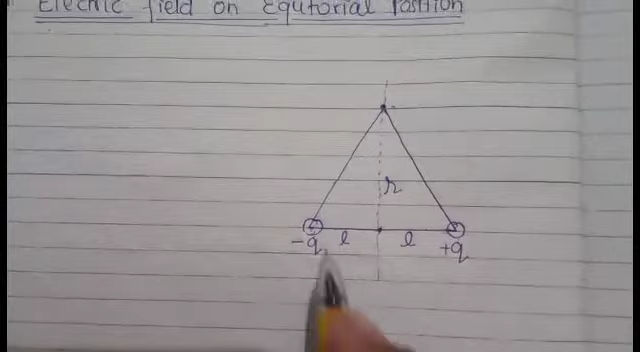 Electric field on Equtorial Position
r
-q l l +q